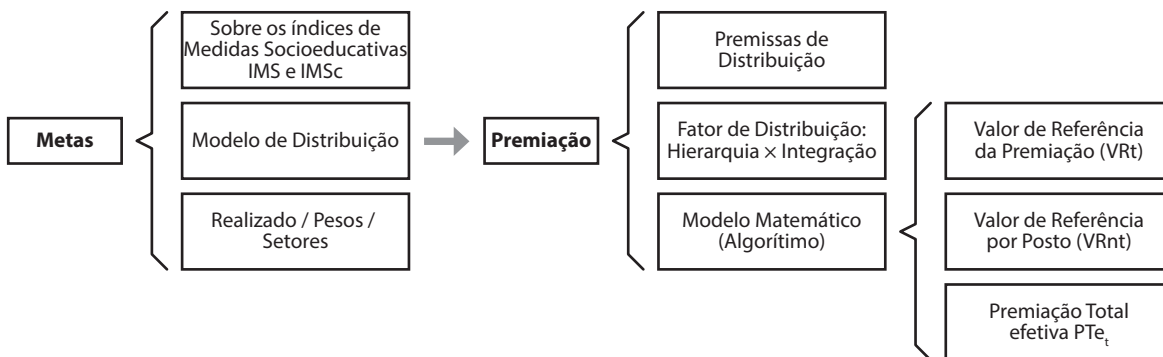 Metas
Sobre os índices de
Medidas Socioeducativas
IMS e IMSc
Modelo de Distribuição
Realizado / Pesos /
Setores
Premiação
Premissas de
Distribuição
Fator de Distribuição:
Hierarquia × Integração
Modelo Matemático
(Algorítimo)
Valor de Referência
da Premiação (VRt)
Valor de Referência
por Posto (VRnt)
Premiação Total
efetiva PTeₜ